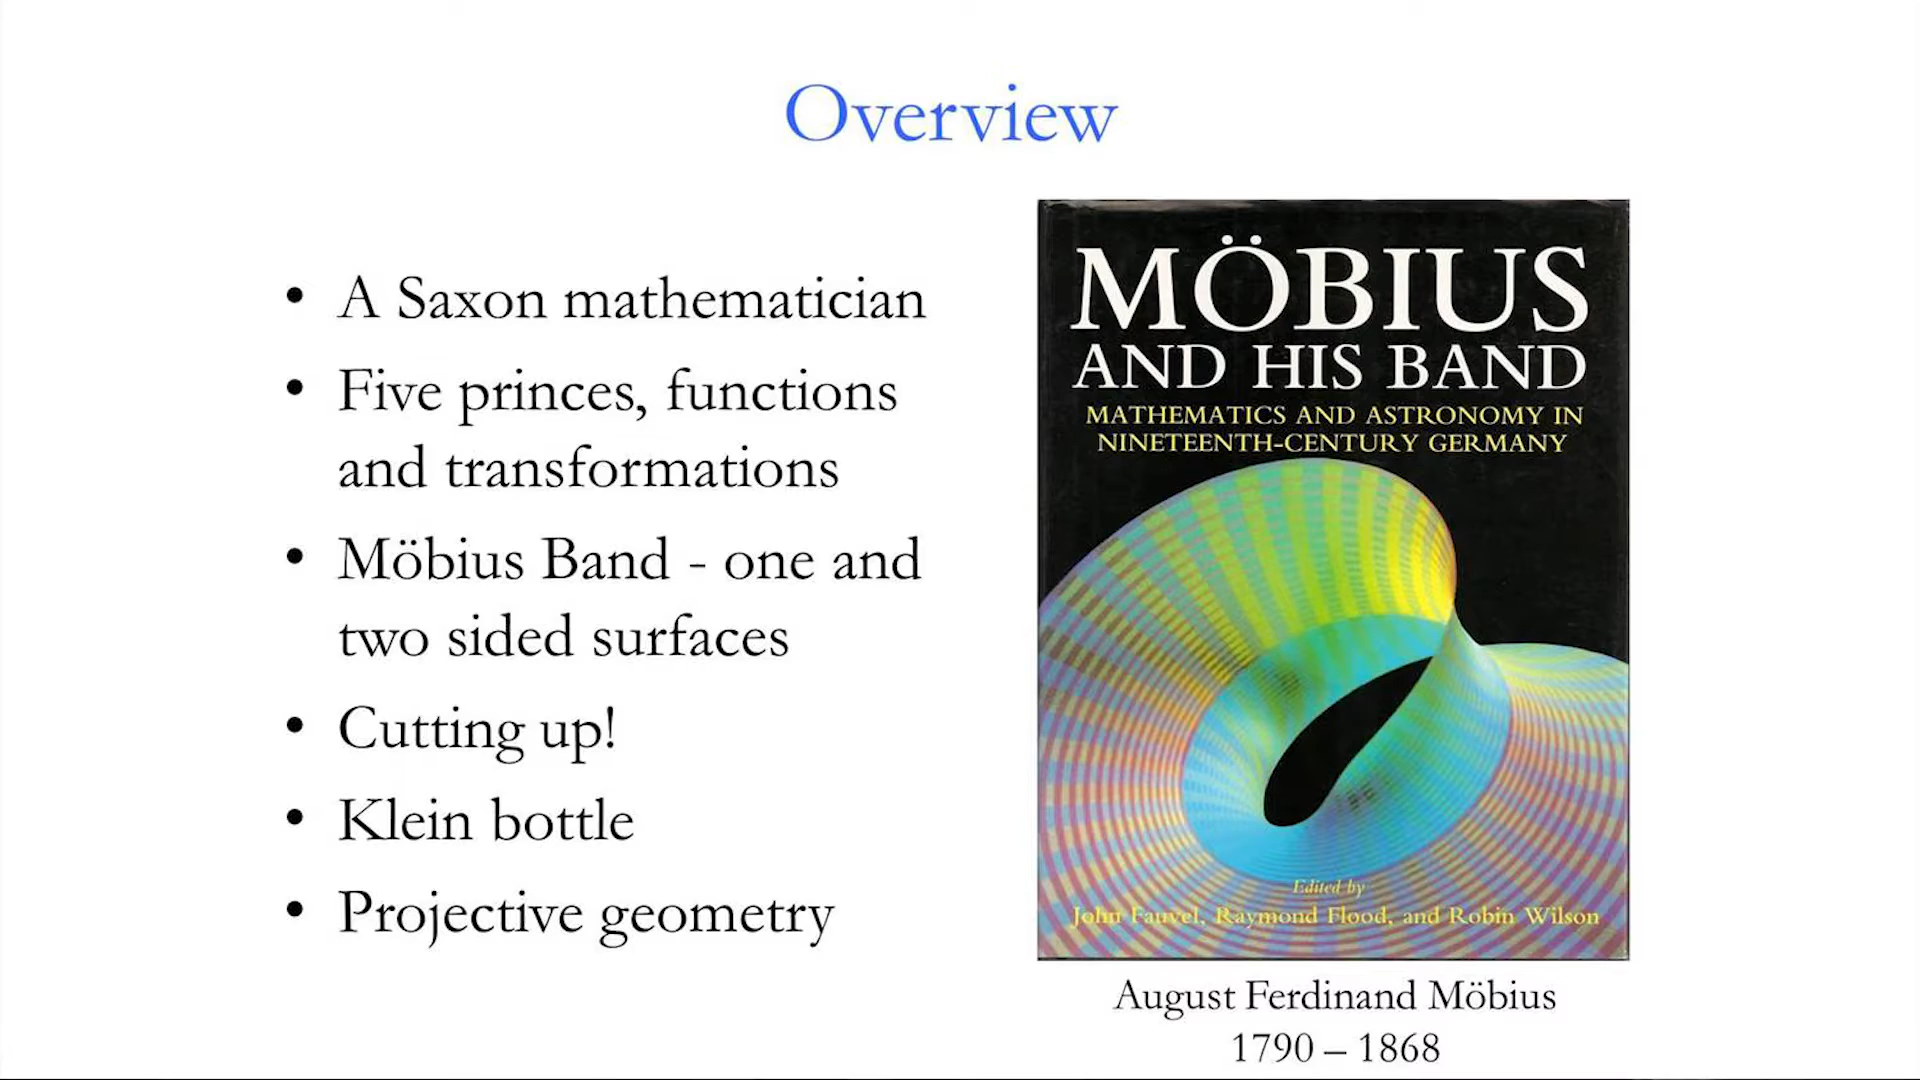 Overview
• A Saxon mathematician
• Five princes, functions
and transformations
• Möbius Band - one and
two sided surfaces
• Cutting up!
• Klein bottle
• Projective geometry
MÖBIUS
AND HIS BAND
MATHEMATICS AND ASTRONOMY IN
NINETEENTH-CENTURY GERMANY
Edited by
John Fauvel, Raymond Flood, and Robin Wilson
August Ferdinand Möbius
1790 – 1868